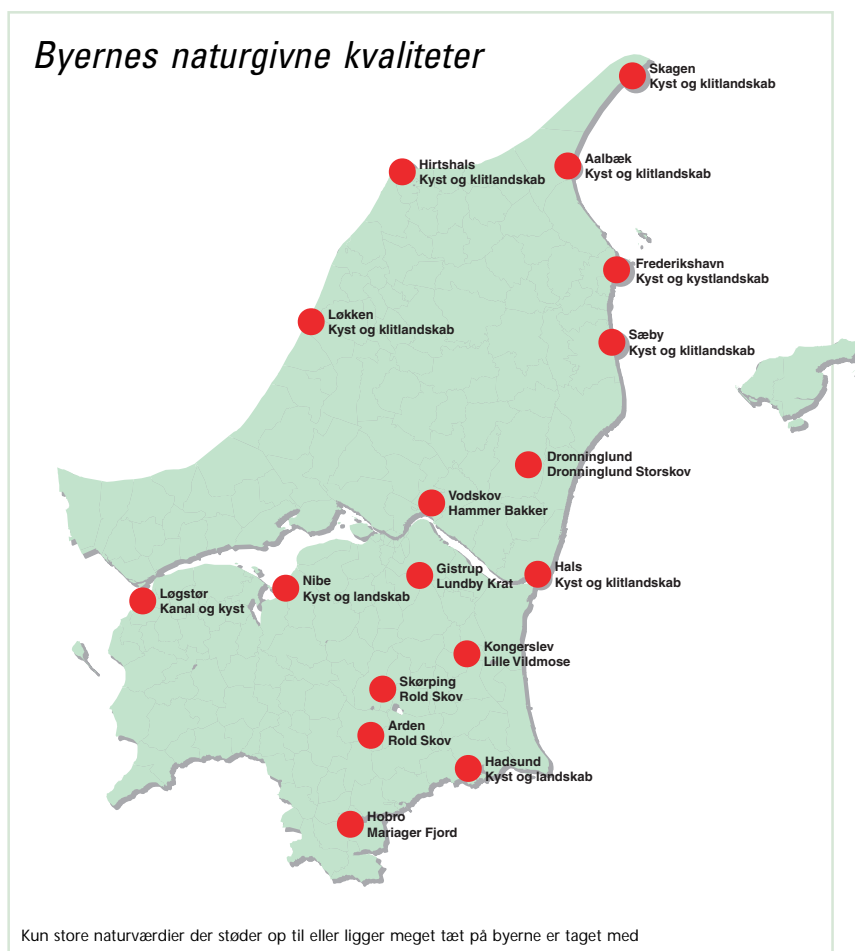 Byernes naturgivne kvaliteter
Skagen
Kyst og klitlandskab
Aalbæk
Kyst og klitlandskab
Hirtshals
Kyst og klitlandskab
Frederikshavn
Kyst og kystlandskab
Løkken
Kyst og klitlandskab
Sæby
Kyst og klitlandskab
Dronninglund
Dronninglund Storskov
Vodskov
Hammer Bakker
Gistrup
Lundby Krat
Hals
Kyst og klitlandskab
Nibe
Kyst og landskab
Løgstør
Kanal og kyst
Kongerslev
Lille Vildmose
Skørping
Rold Skov
Arden
Rold Skov
Hadsund
Kyst og landskab
Hobro
Mariager Fjord
Kun store naturværdier der støder op til eller ligger meget tæt på byerne er taget med